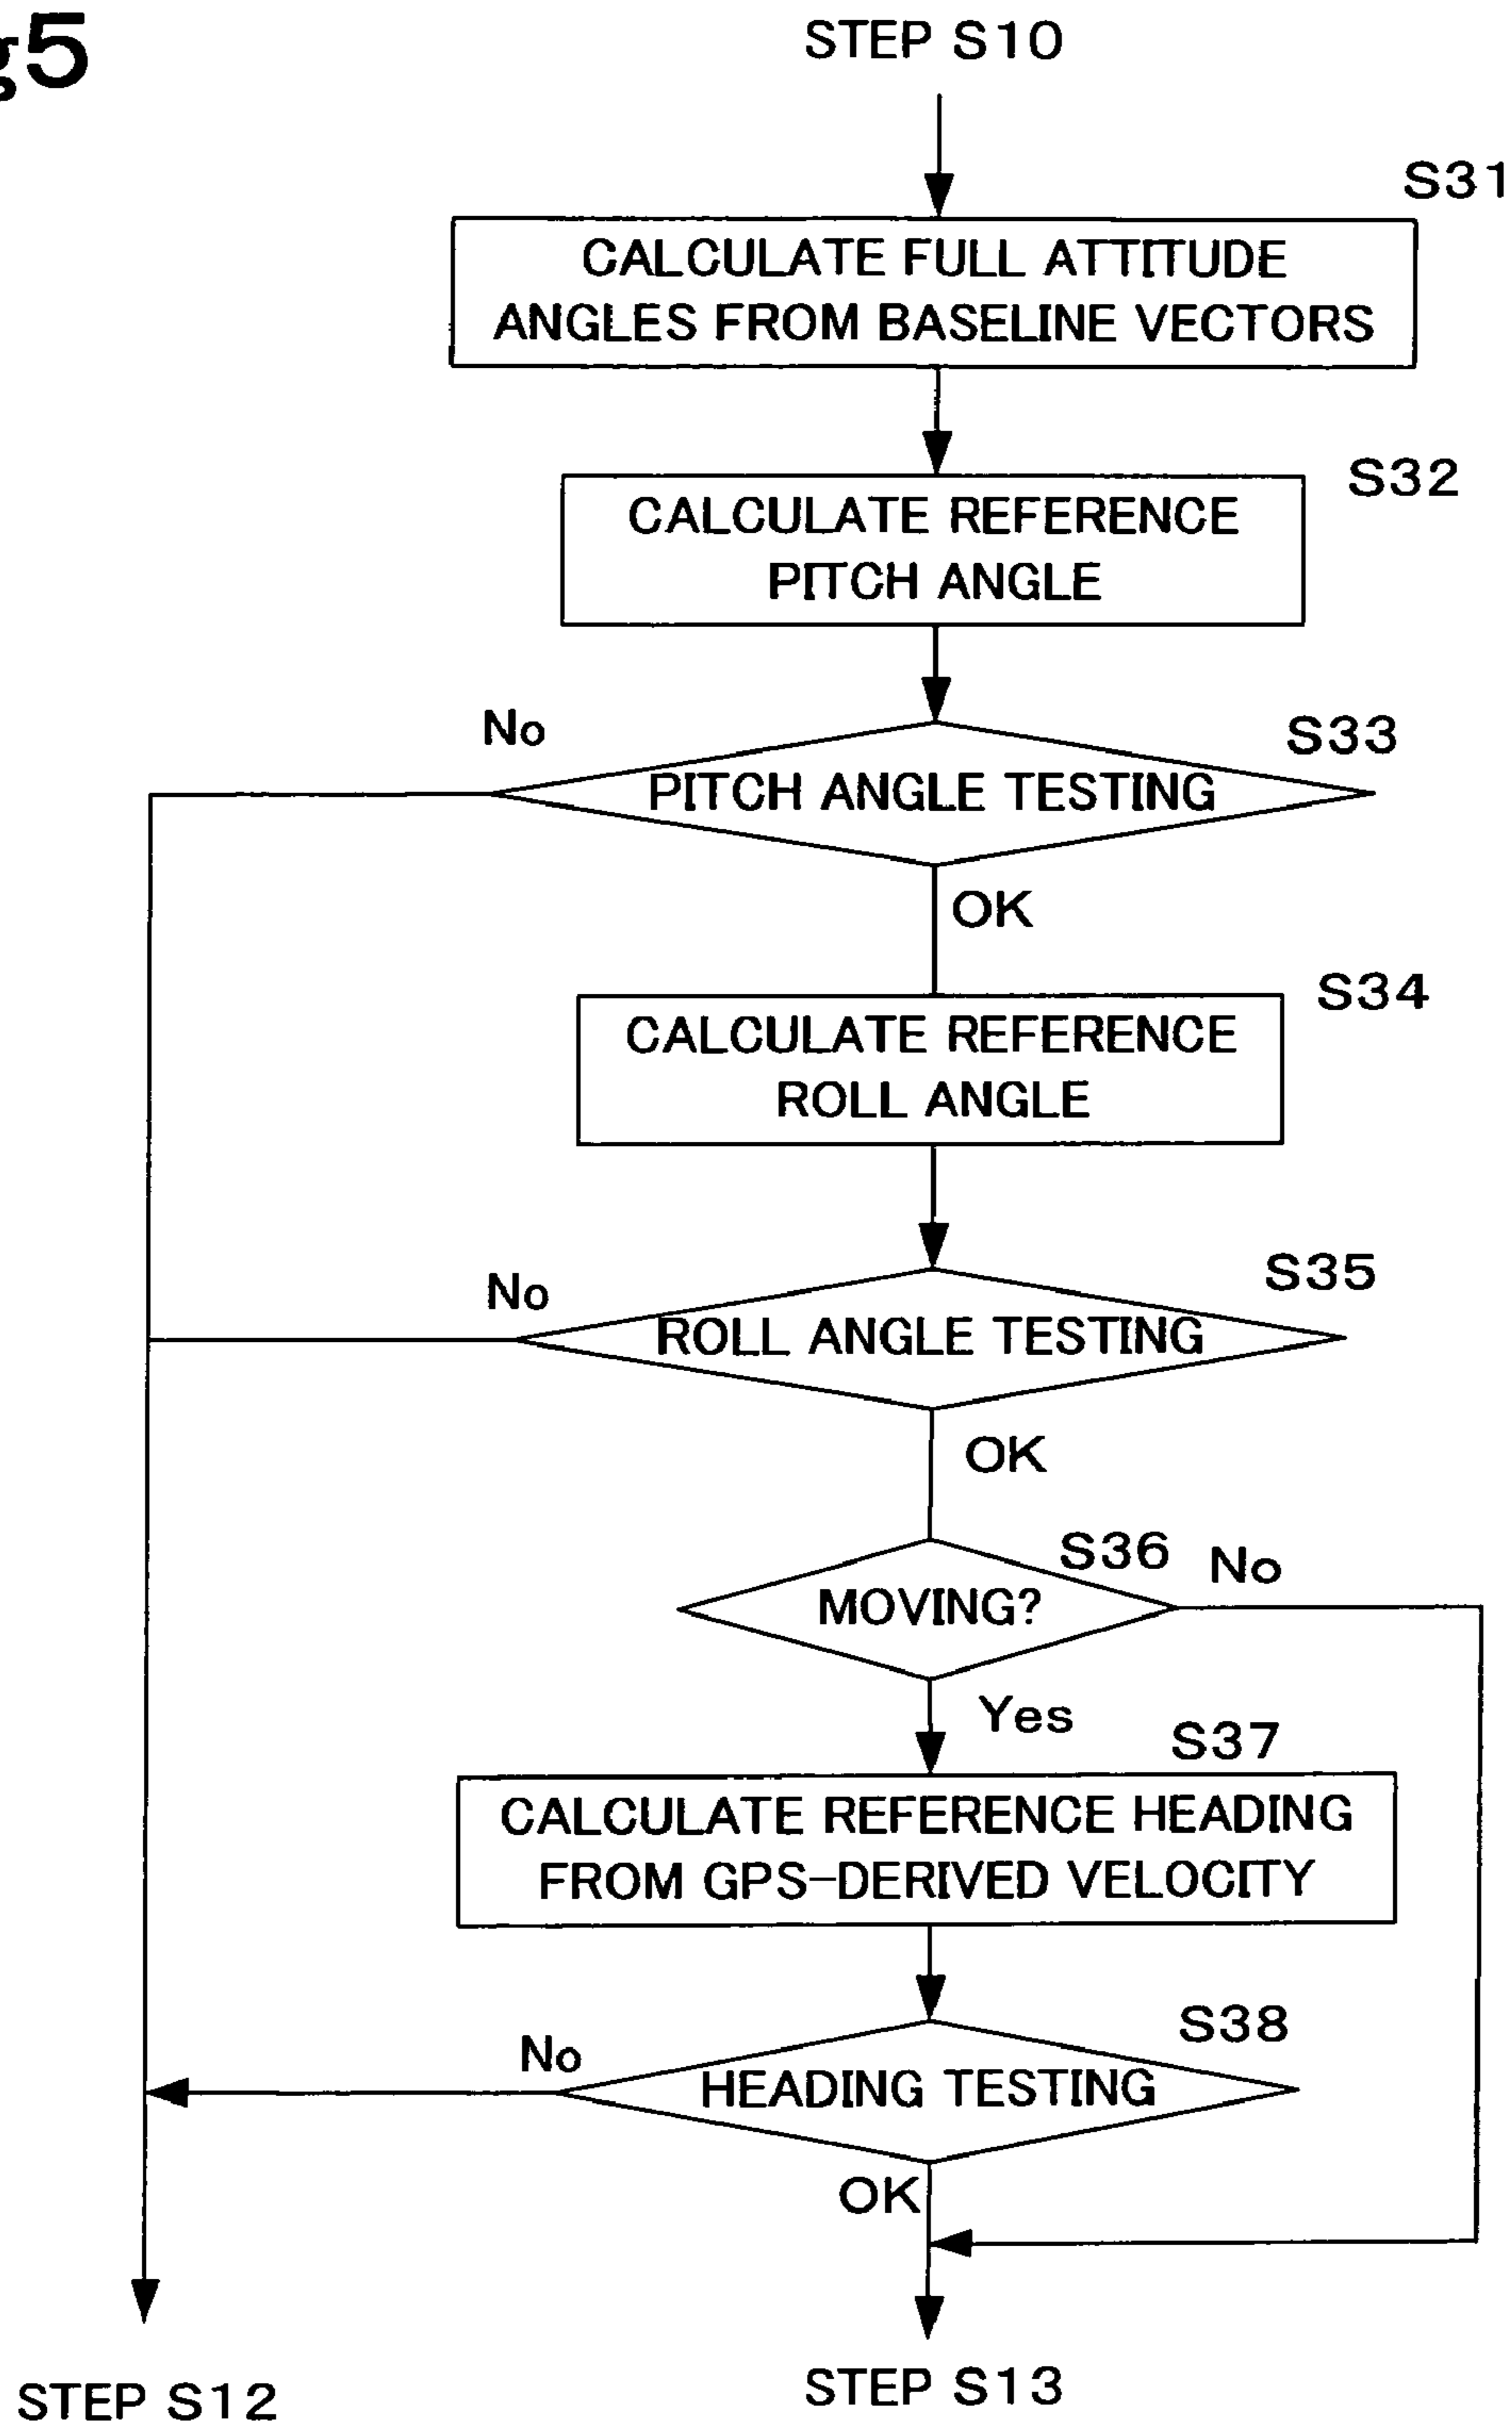 g5
STEP S10
S31
CALCULATE FULL ATTITUDE
ANGLES FROM BASELINE VECTORS
S32
CALCULATE REFERENCE
PITCH ANGLE
No
S33
PITCH ANGLE TESTING
OK
S34
CALCULATE REFERENCE
ROLL ANGLE
No
S35
ROLL ANGLE TESTING
OK
S36
No
MOVING?
Yes
S37
CALCULATE REFERENCE HEADING
FROM GPS-DERIVED VELOCITY
S38
No
HEADING TESTING
OK
STEP S12
STEP S13